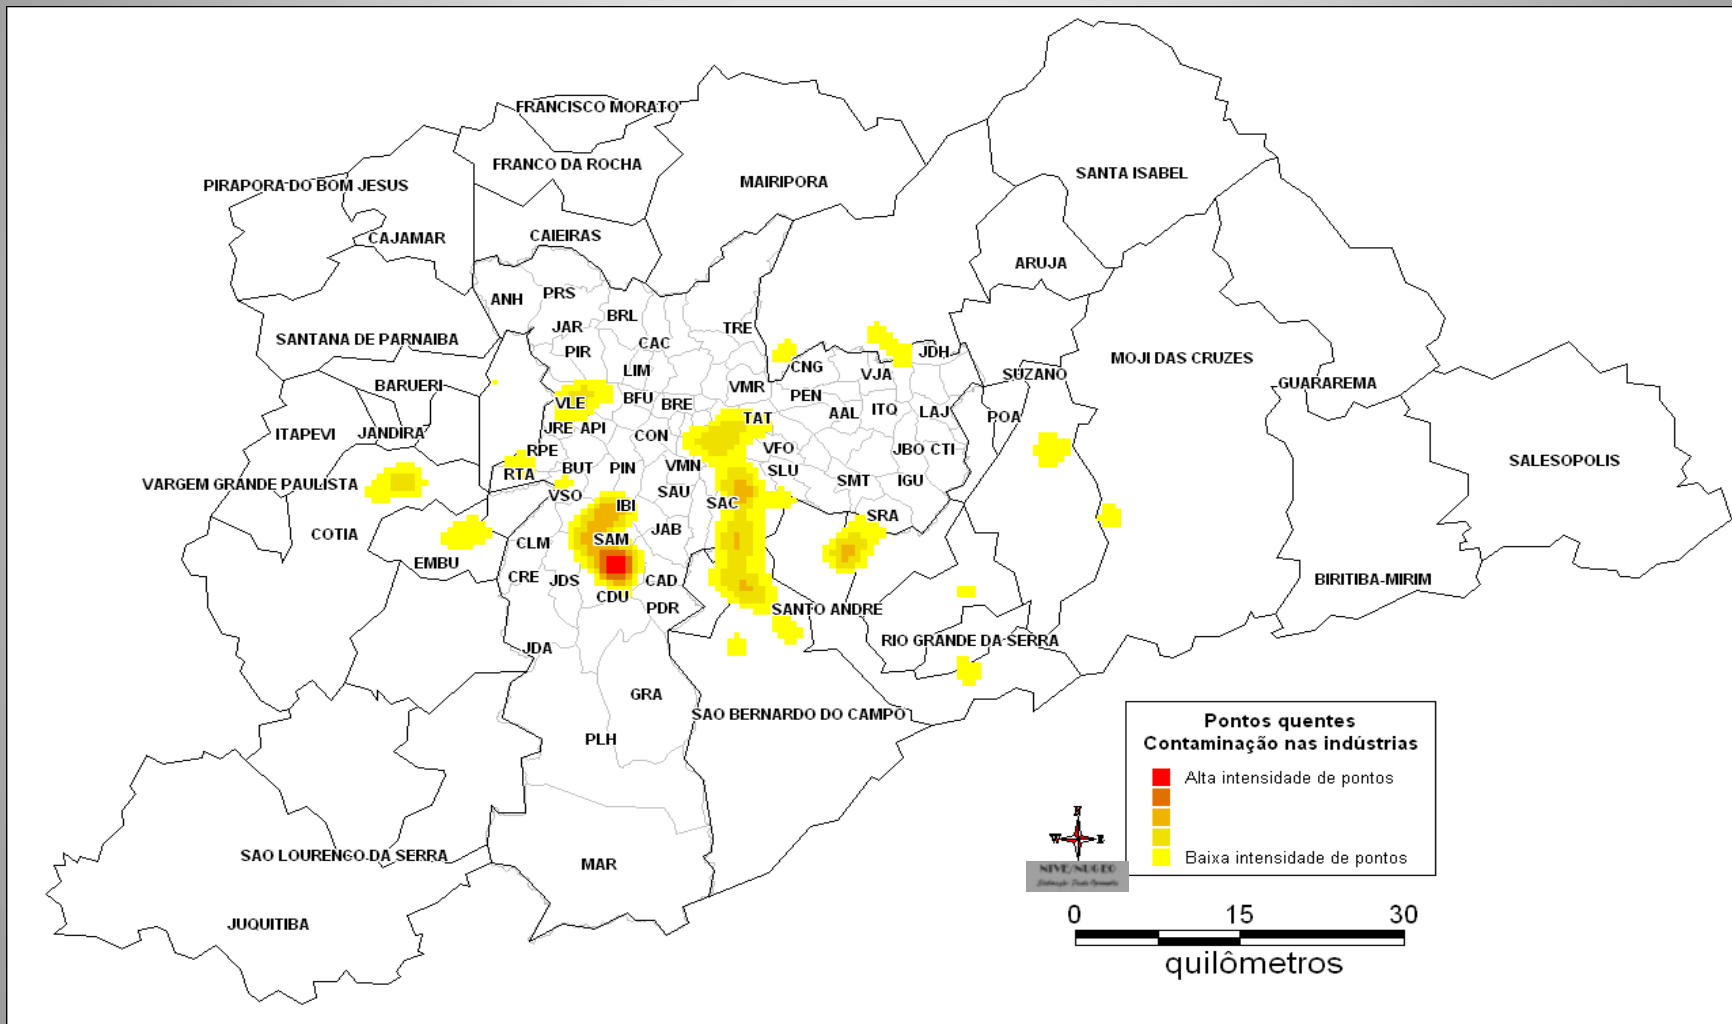 FRANCISCO MORATO
FRANCO DA ROCHA
MAIRIPORA
SANTA ISABEL
PIRAPORA DO BOM JESUS
CAJAMAR
CAIEIRAS
ARUJA
ANH
PRS
BRL
JAR
TRE
SANTANA DE PARNAIBA
CAC
PIR
JDH
MOJI DAS CRUZES
LIM
CNG
VJA
SUZANO
GUARAREMA
BARUERI
VMR
PEN
VLE
BFU
BRE
AAL
ITQ
LAJ
POA
TAT
ITAPEVI
JANDIRA
JRE
API
CON
RPE
VFO
JBO
CTI
SALESOPOLIS
RTA
BUT
PIN
VMN
SLU
VARGEM GRANDE PAULISTA
SMT
IGU
VSO
SAU
IBI
SAC
SRA
COTIA
JAB
CLM
SAM
EMBU
CRE
JDS
CAD
BIRITIBA-MIRIM
CDU
PDR
SANTO ANDRE
RIO GRANDE DA SERRA
JDA
GRA
SAO BERNARDO DO CAMPO
PLH
Pontos quentes
Contaminação nas indústrias
Alta intensidade de pontos
Baixa intensidade de pontos
N
W
E
NIVE/NUGEO
SAO LOURENCO DA SERRA
MAR
JUQUITIBA
0 15 30
quilômetros